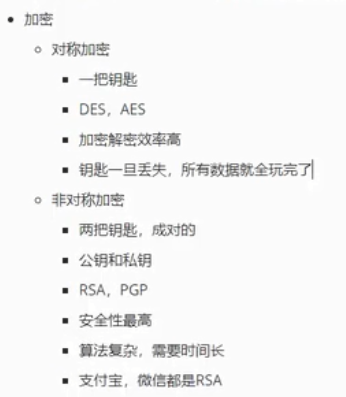 加密
对称加密
一把钥匙
DES，AES
加密解密效率高
钥匙一旦丢失，所有数据就全玩完了
非对称加密
两把钥匙，成对的
公钥和私钥
RSA，PGP
安全性最高
算法复杂，需要时间长
支付宝，微信都是RSA